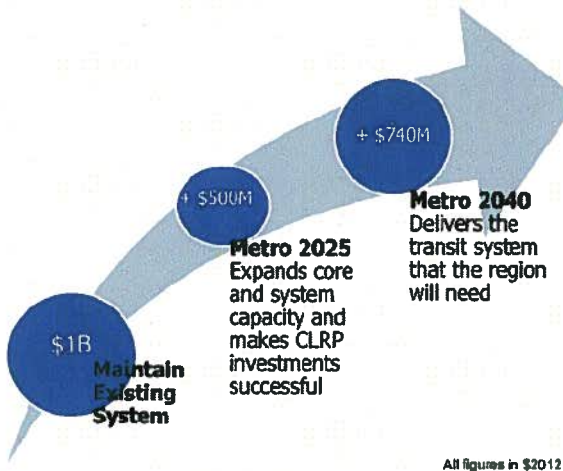 + $740M
+ $500M
Metro 2040
Delivers the
transit system
that the region
will need
Metro 2025
Expands core
and system
capacity and
makes CLRP
investments
successful
$1B
Maintain
Existing
System
All figures in $2012